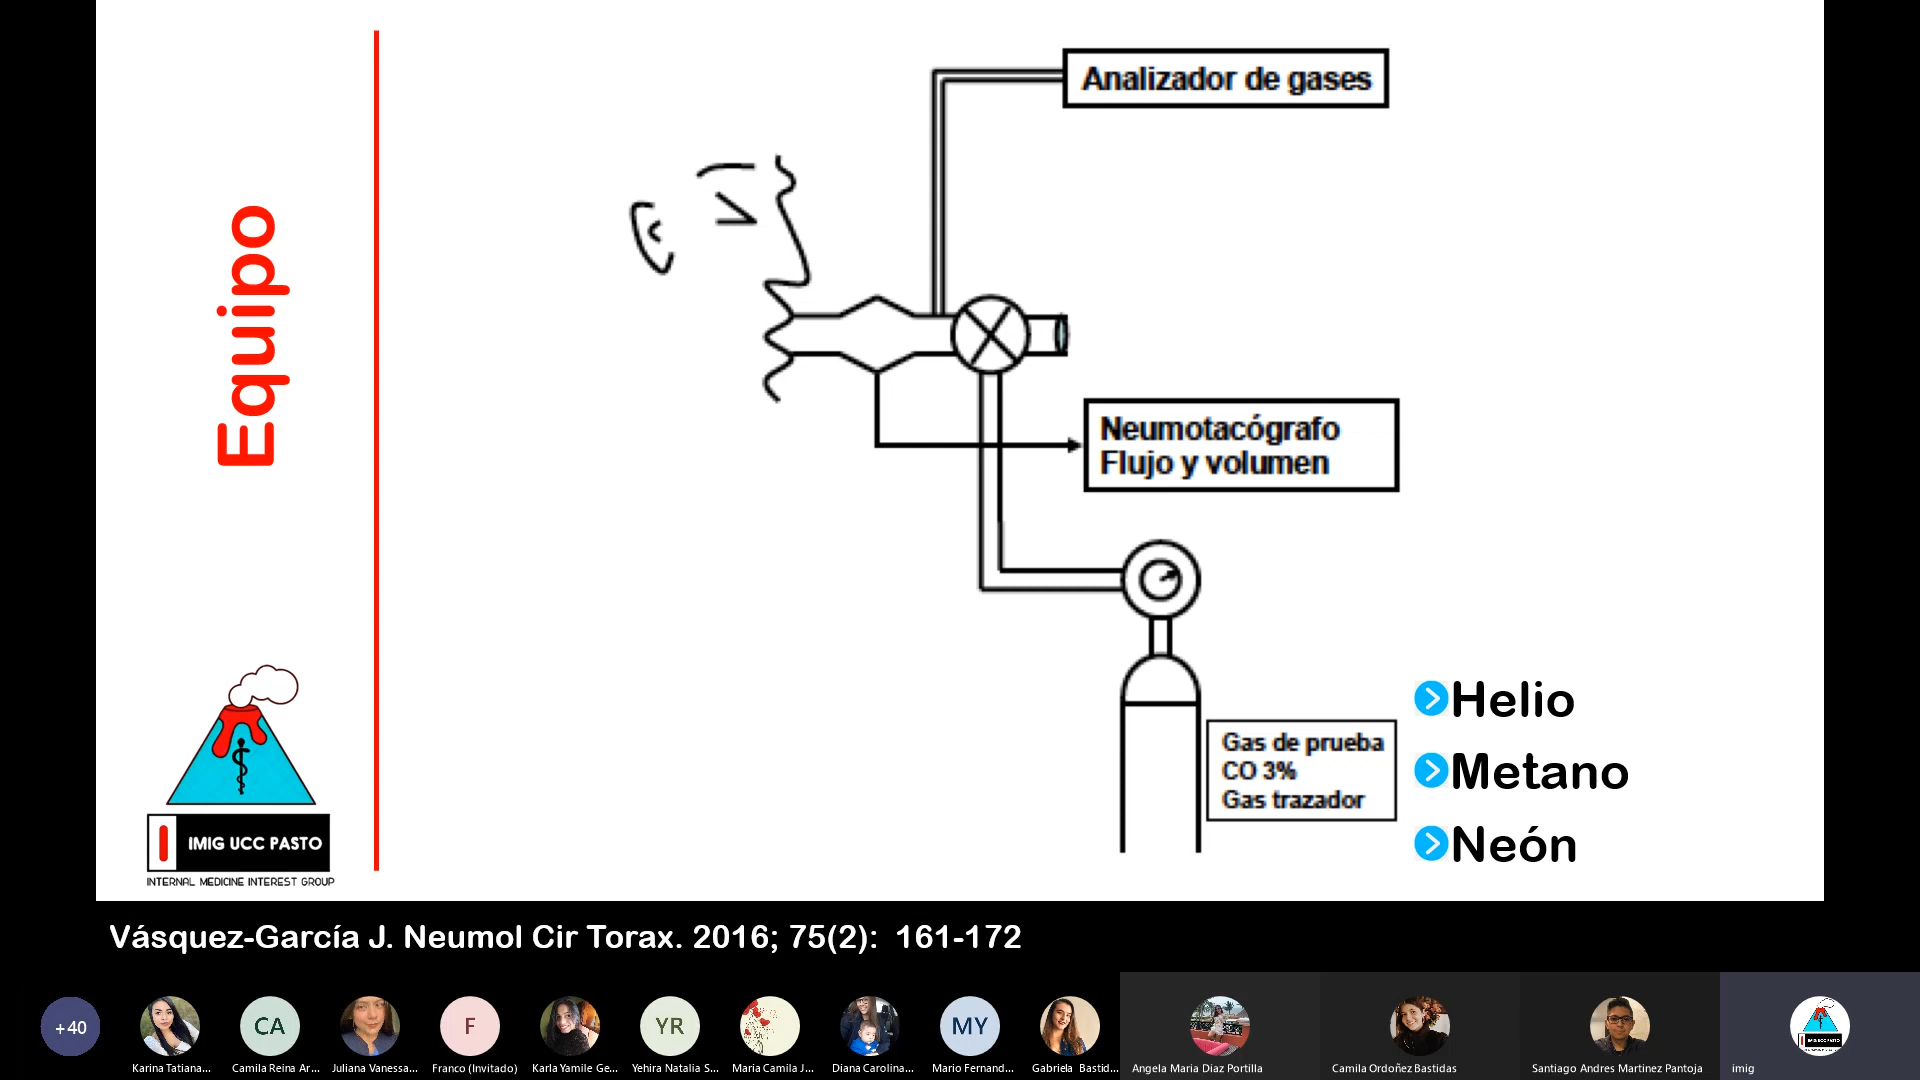 Equipo
Analizador de gases
Neumotacógrafo
Flujo y volumen
Gas de prueba
CO 3%
Gas trazador
Helio
Metano
Neón
IMIG UCC PASTO
INTERNAL MEDICINE INTEREST GROUP
Vásquez-García J. Neumol Cir Torax. 2016; 75(2): 161-172
+40
CA
F
YR
MY
Karina Tatiana...
Camila Reina Ar...
Juliana Vanessa...
Franco (Invitado)
Karla Yamile Ge...
Yehira Natalia S...
Maria Camila J...
Diana Carolina...
Mario Fernand...
Gabriela Bastid...
Angela Maria Diaz Portilla
Camila Ordoñez Bastidas
Santiago Andres Martinez Pantoja
imig